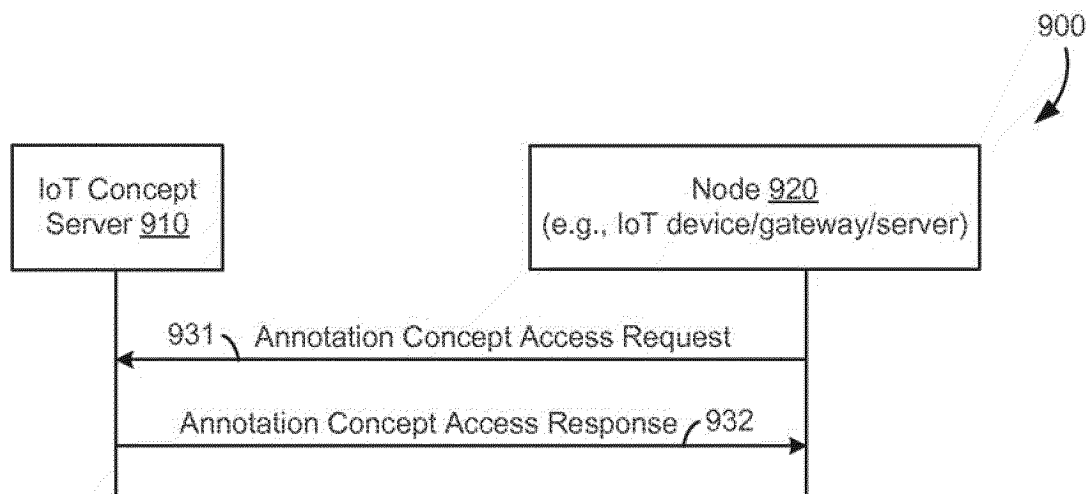 900
IoT Concept
Server 910
Node 920
(e.g., IoT device/gateway/server)
931
Annotation Concept Access Request
Annotation Concept Access Response
932